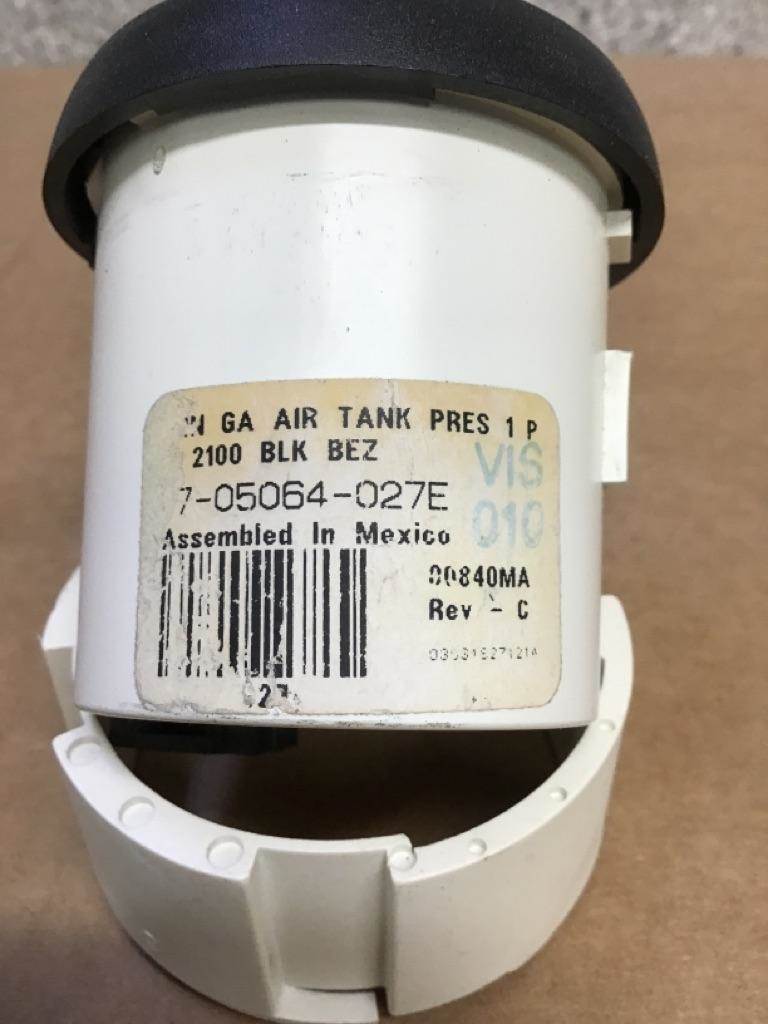 GA AIR TANK PRES 1 P
2100 BLK BEZ
VIS
7-05064-027E
010
Assembled In Mexico
00840MA
Rev - C